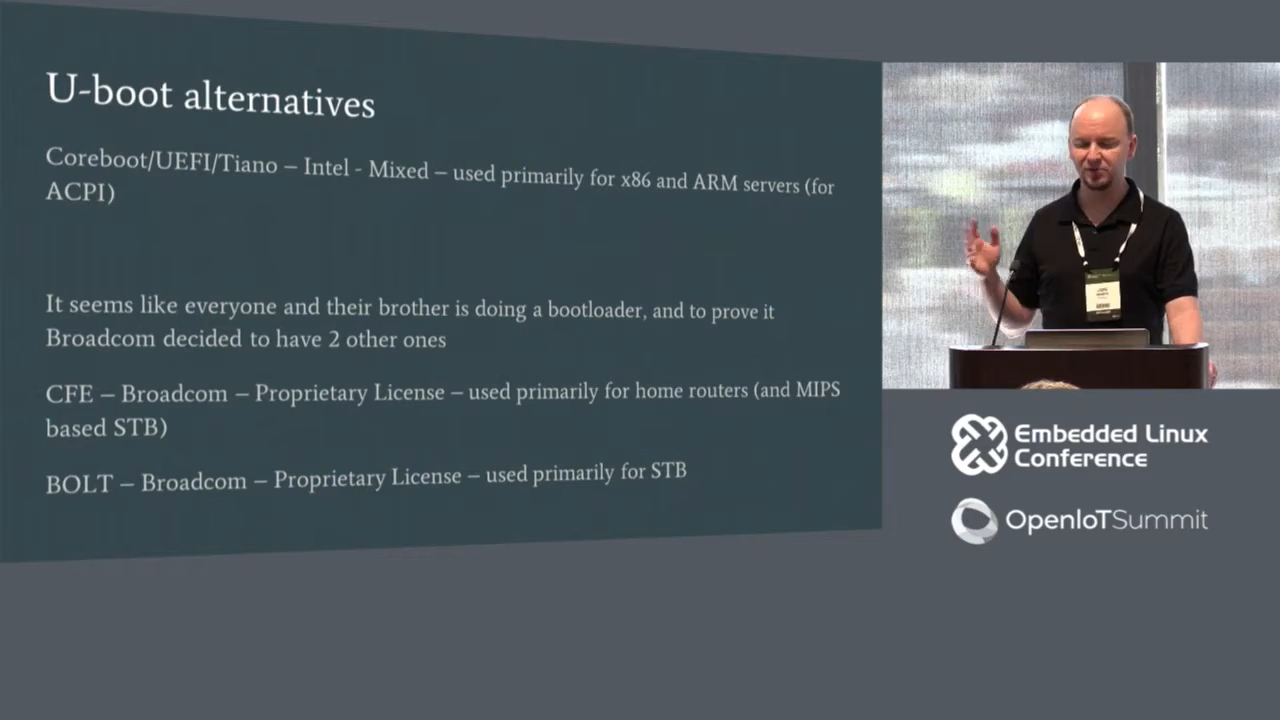 U-boot alternatives
Coreboot/UEFI/Tiano – Intel - Mixed – used primarily for x86 and ARM servers (for
ACPI)
It seems like everyone and their brother is doing a bootloader, and to prove it
Broadcom decided to have 2 other ones
CFE – Broadcom – Proprietary License – used primarily for home routers (and MIPS
based STB)
BOLT – Broadcom – Proprietary License – used primarily for STB
Embedded Linux
Conference
OpenIoTSummit